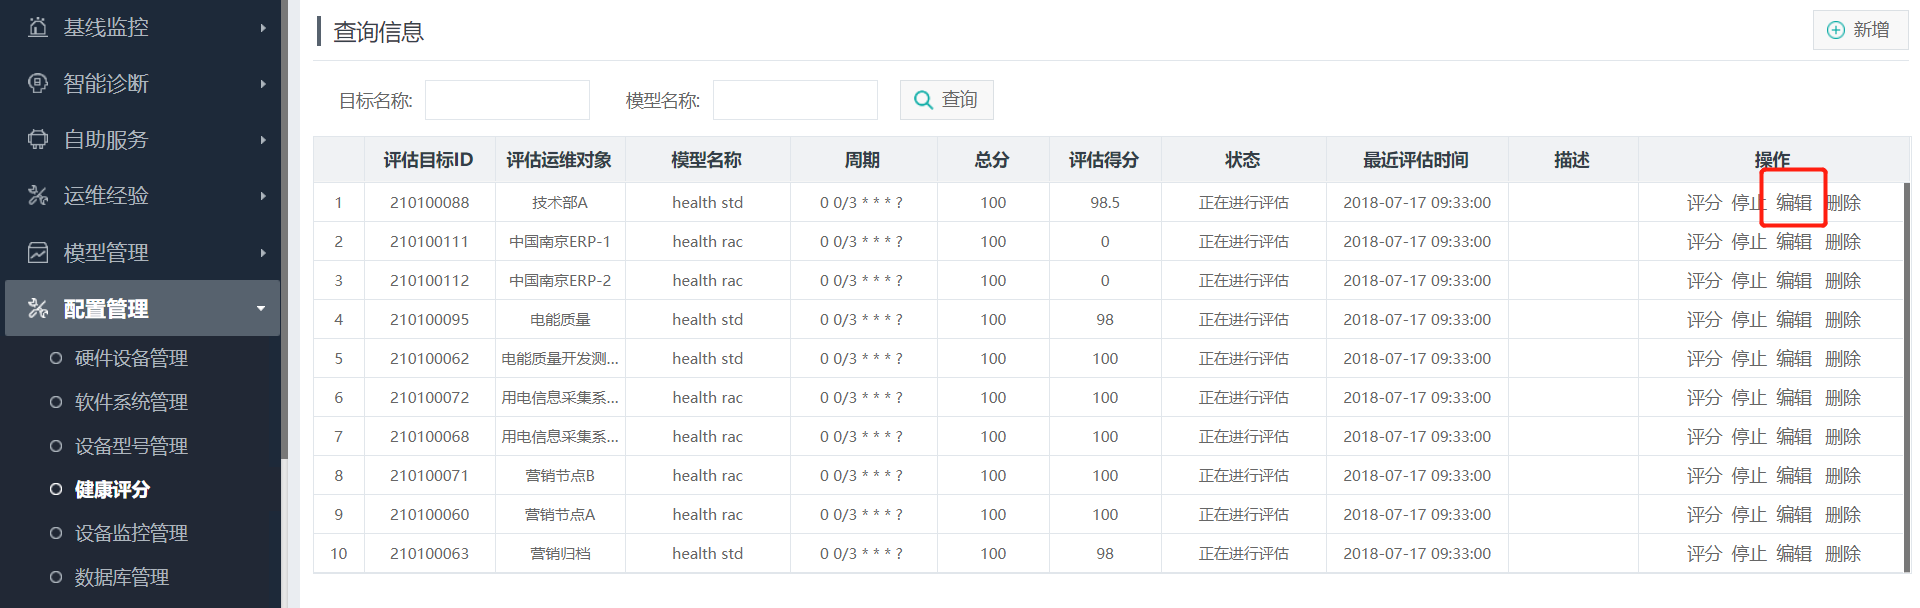 基线监控
智能诊断
自助服务
运维经验
模型管理
配置管理
硬件设备管理
软件系统管理
设备型号管理
健康评分
设备监控管理
数据库管理
查询信息
新增
目标名称: 模型名称: 查询
评估目标ID 评估运维对象 模型名称 周期 总分 评估得分 状态 最近评估时间 描述 操作
1 210100088 技术部A health std 0 0/3 * * * ? 100 98.5 正在进行评估 2018-07-17 09:33:00 评分 停止 编辑 删除
2 210100111 中国南京ERP-1 health rac 0 0/3 * * * ? 100 0 正在进行评估 2018-07-17 09:33:00 评分 停止 编辑 删除
3 210100112 中国南京ERP-2 health rac 0 0/3 * * * ? 100 0 正在进行评估 2018-07-17 09:33:00 评分 停止 编辑 删除
4 210100095 电能质量 health std 0 0/3 * * * ? 100 98 正在进行评估 2018-07-17 09:33:00 评分 停止 编辑 删除
5 210100062 电能质量开发测... health std 0 0/3 * * * ? 100 100 正在进行评估 2018-07-17 09:33:00 评分 停止 编辑 删除
6 210100072 用电信息采集系... health rac 0 0/3 * * * ? 100 100 正在进行评估 2018-07-17 09:33:00 评分 停止 编辑 删除
7 210100068 用电信息采集系... health rac 0 0/3 * * * ? 100 100 正在进行评估 2018-07-17 09:33:00 评分 停止 编辑 删除
8 210100071 营销节点B health rac 0 0/3 * * * ? 100 100 正在进行评估 2018-07-17 09:33:00 评分 停止 编辑 删除
9 210100060 营销节点A health rac 0 0/3 * * * ? 100 100 正在进行评估 2018-07-17 09:33:00 评分 停止 编辑 删除
10 210100063 营销归档 health std 0 0/3 * * * ? 100 98 正在进行评估 2018-07-17 09:33:00 评分 停止 编辑 删除